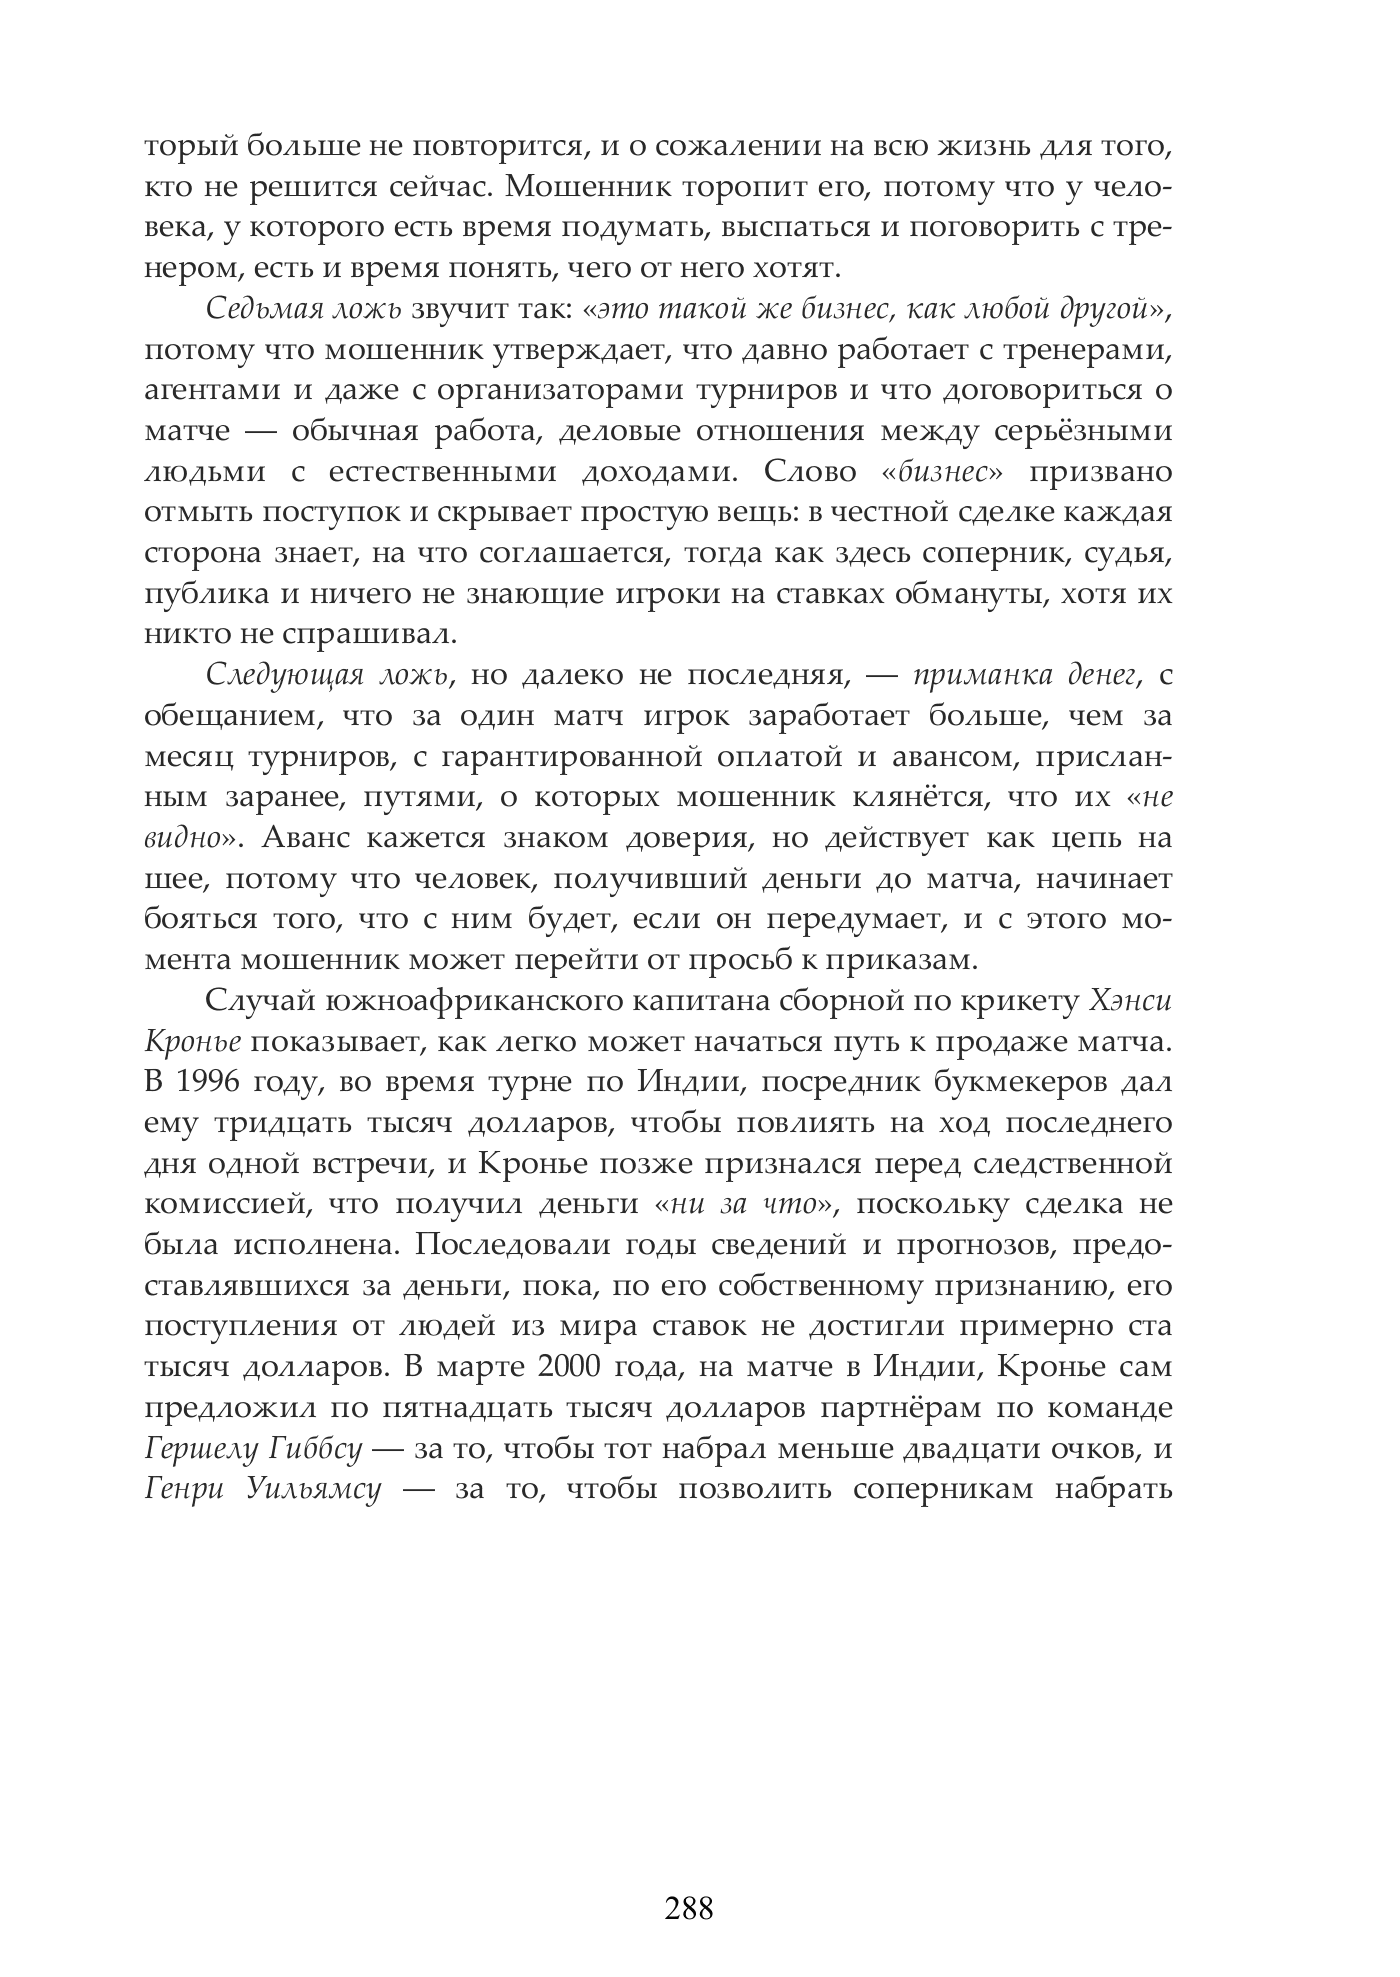 торый больше не повторится, и о сожалении на всю жизнь для того,
кто не решится сейчас. Мошенник торопит его, потому что у чело-
века, у которого есть время подумать, выспаться и поговорить с тре-
нером, есть и время понять, чего от него хотят.
Седьмая ложь звучит так: «это такой же бизнес, как любой другой»,
потому что мошенник утверждает, что давно работает с тренерами,
агентами и даже с организаторами турниров и что договориться о
матче — обычная работа, деловые отношения между серьёзными
людьми с естественными доходами. Слово «бизнес» призвано
отмыть поступок и скрывает простую вещь: в честной сделке каждая
сторона знает, на что соглашается, тогда как здесь соперник, судья,
публика и ничего не знающие игроки на ставках обмануты, хотя их
никто не спрашивал.
Следующая ложь, но далеко не последняя, — приманка денег, с
обещанием, что за один матч игрок заработает больше, чем за
месяц турниров, с гарантированной оплатой и авансом, прислан-
ным заранее, путями, о которых мошенник клянётся, что их «не
видно». Аванс кажется знаком доверия, но действует как цепь на
шее, потому что человек, получивший деньги до матча, начинает
бояться того, что с ним будет, если он передумает, и с этого мо-
мента мошенник может перейти от просьб к приказам.
Случай южноафриканского капитана сборной по крикету Хэнси
Кронье показывает, как легко может начаться путь к продаже матча.
В 1996 году, во время турне по Индии, посредник букмекеров дал
ему тридцать тысяч долларов, чтобы повлиять на ход последнего
дня одной встречи, и Кронье позже признался перед следственной
комиссией, что получил деньги «ни за что», поскольку сделка не
была исполнена. Последовали годы сведений и прогнозов, предо-
ставлявшихся за деньги, пока, по его собственному признанию, его
поступления от людей из мира ставок не достигли примерно ста
тысяч долларов. В марте 2000 года, на матче в Индии, Кронье сам
предложил по пятнадцать тысяч долларов партнёрам по команде
Гершелу Гиббсу — за то, чтобы тот набрал меньше двадцати очков, и
Генри Уильямсу — за то, чтобы позволить соперникам набрать
288